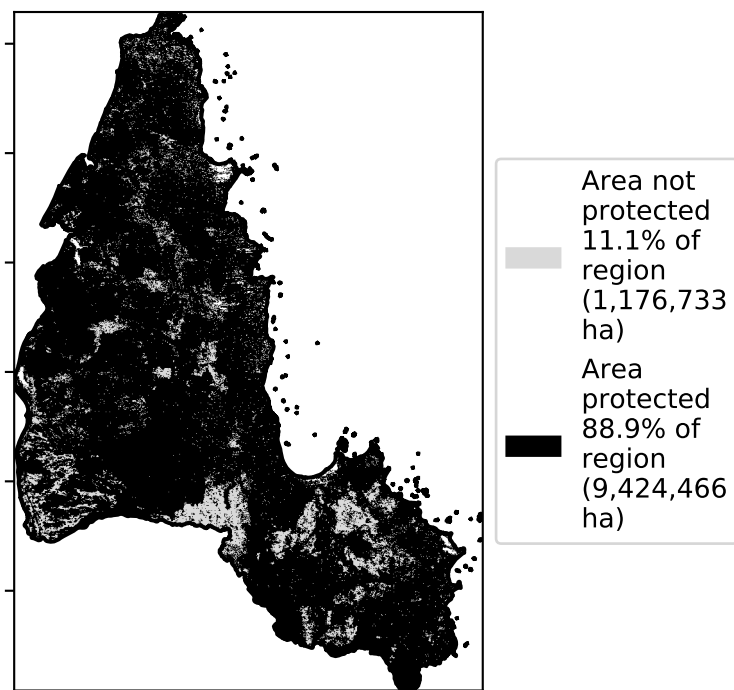 Area not
protected
11.1% of
region
(1,176,733
ha)
Area
protected
88.9% of
region
(9,424,466
ha)